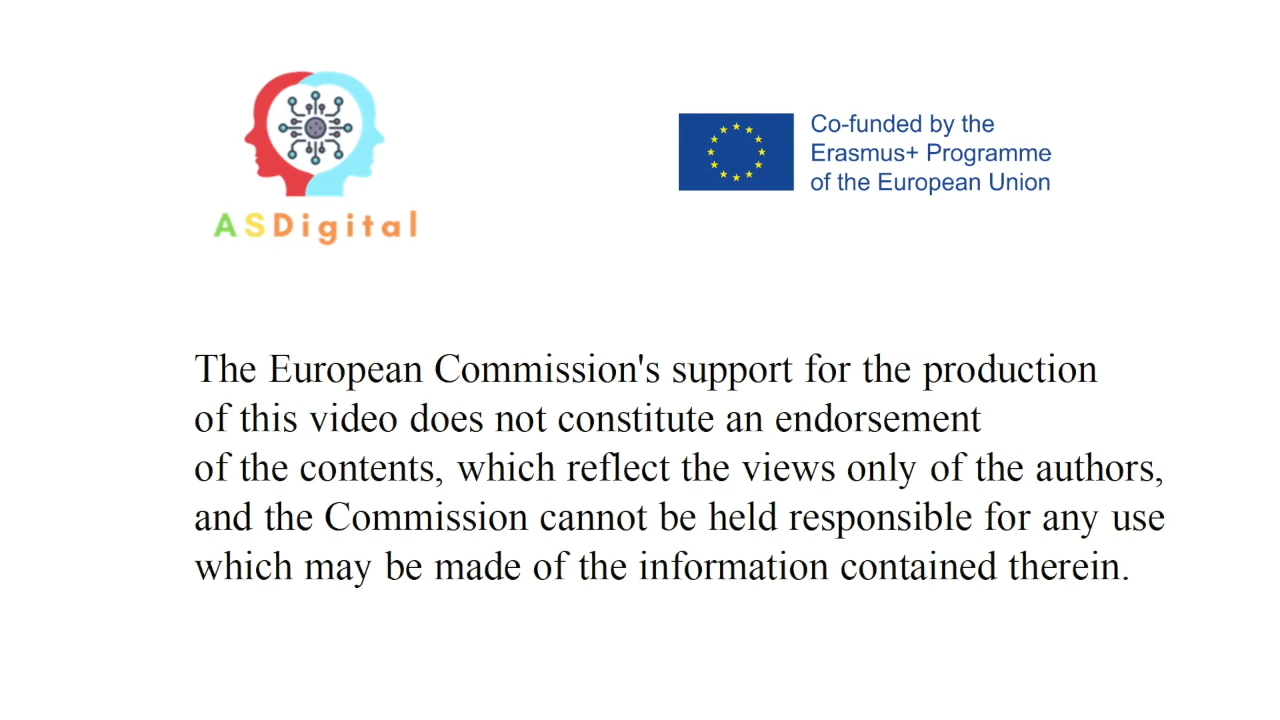 ASDigital
Co-funded by the
Erasmus+ Programme
of the European Union
The European Commission's support for the production
of this video does not constitute an endorsement
of the contents, which reflect the views only of the authors,
and the Commission cannot be held responsible for any use
which may be made of the information contained therein.